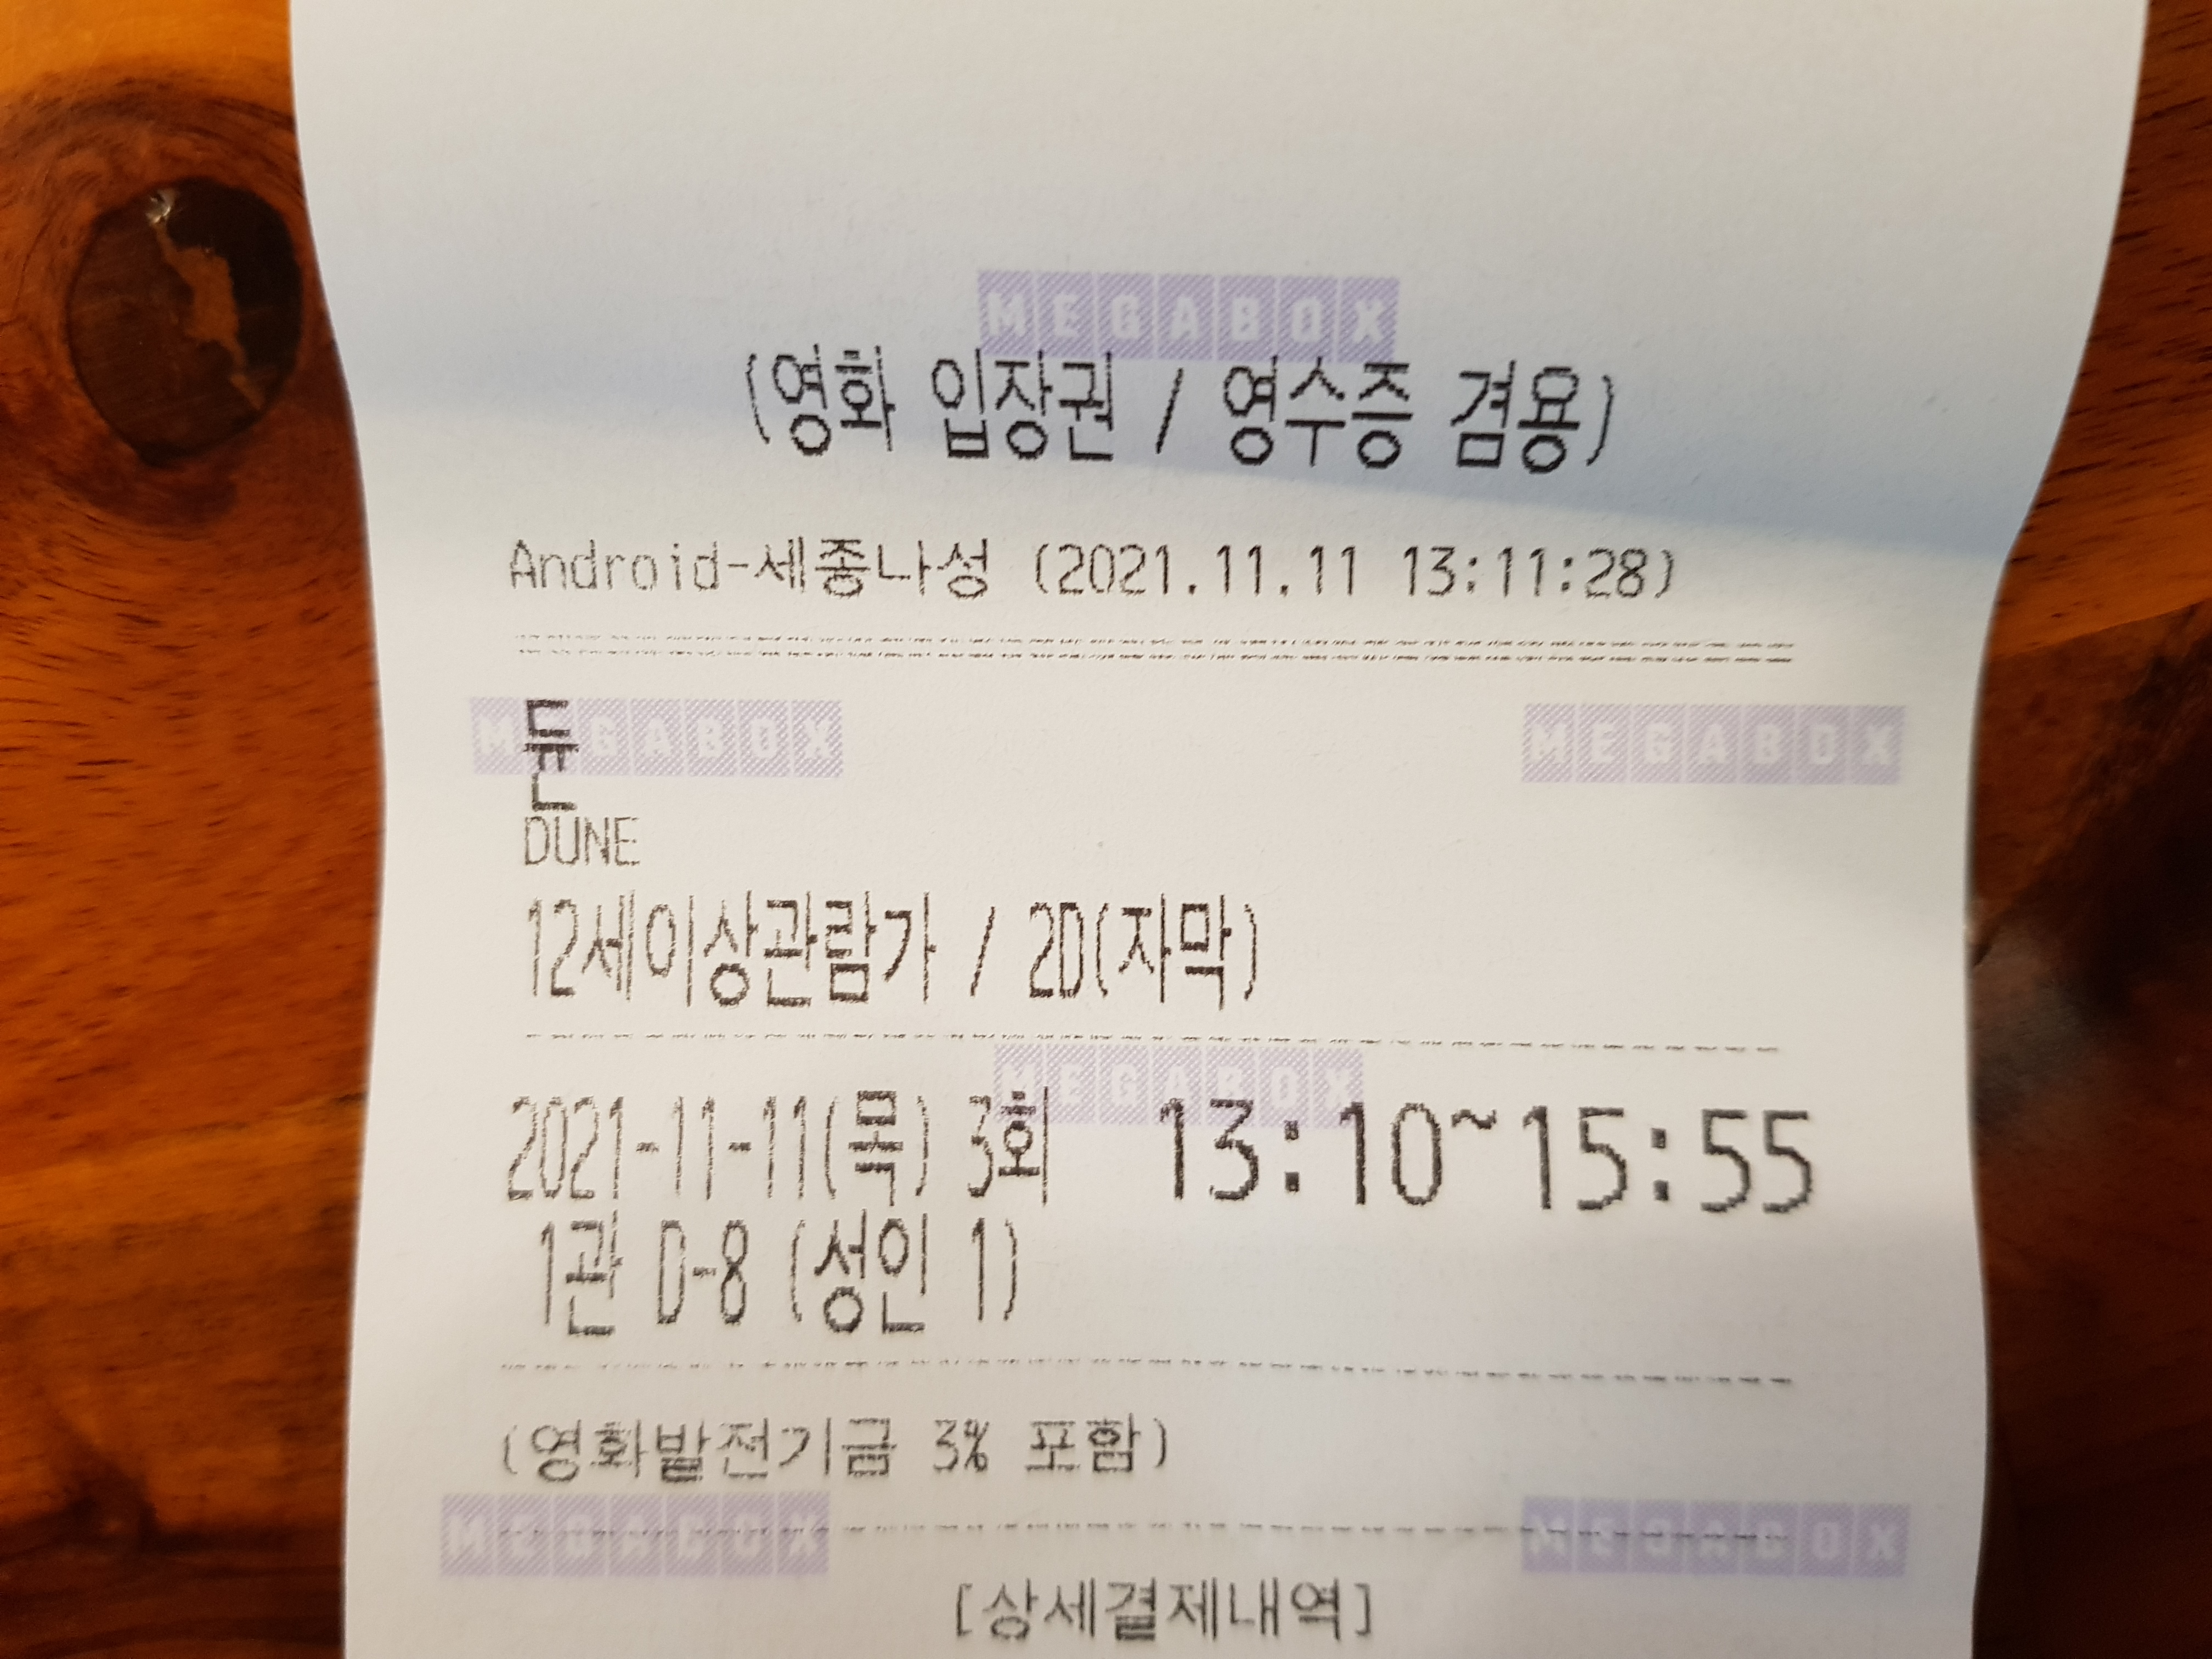 MEGABOX
(영화 입장권 / 영수증 겸용)
Android-세종나성 (2021.11.11 13:11:28)
MEGABOX MEGABOX
듄
DUNE
12세이상관람가 / 2D(자막)
MEGABOX
2021-11-11(목) 3회 13:10~15:55
1관 D-8 (성인 1)
(영화발전기금 3% 포함)
MEGABOX MEGABOX
[상세결제내역]